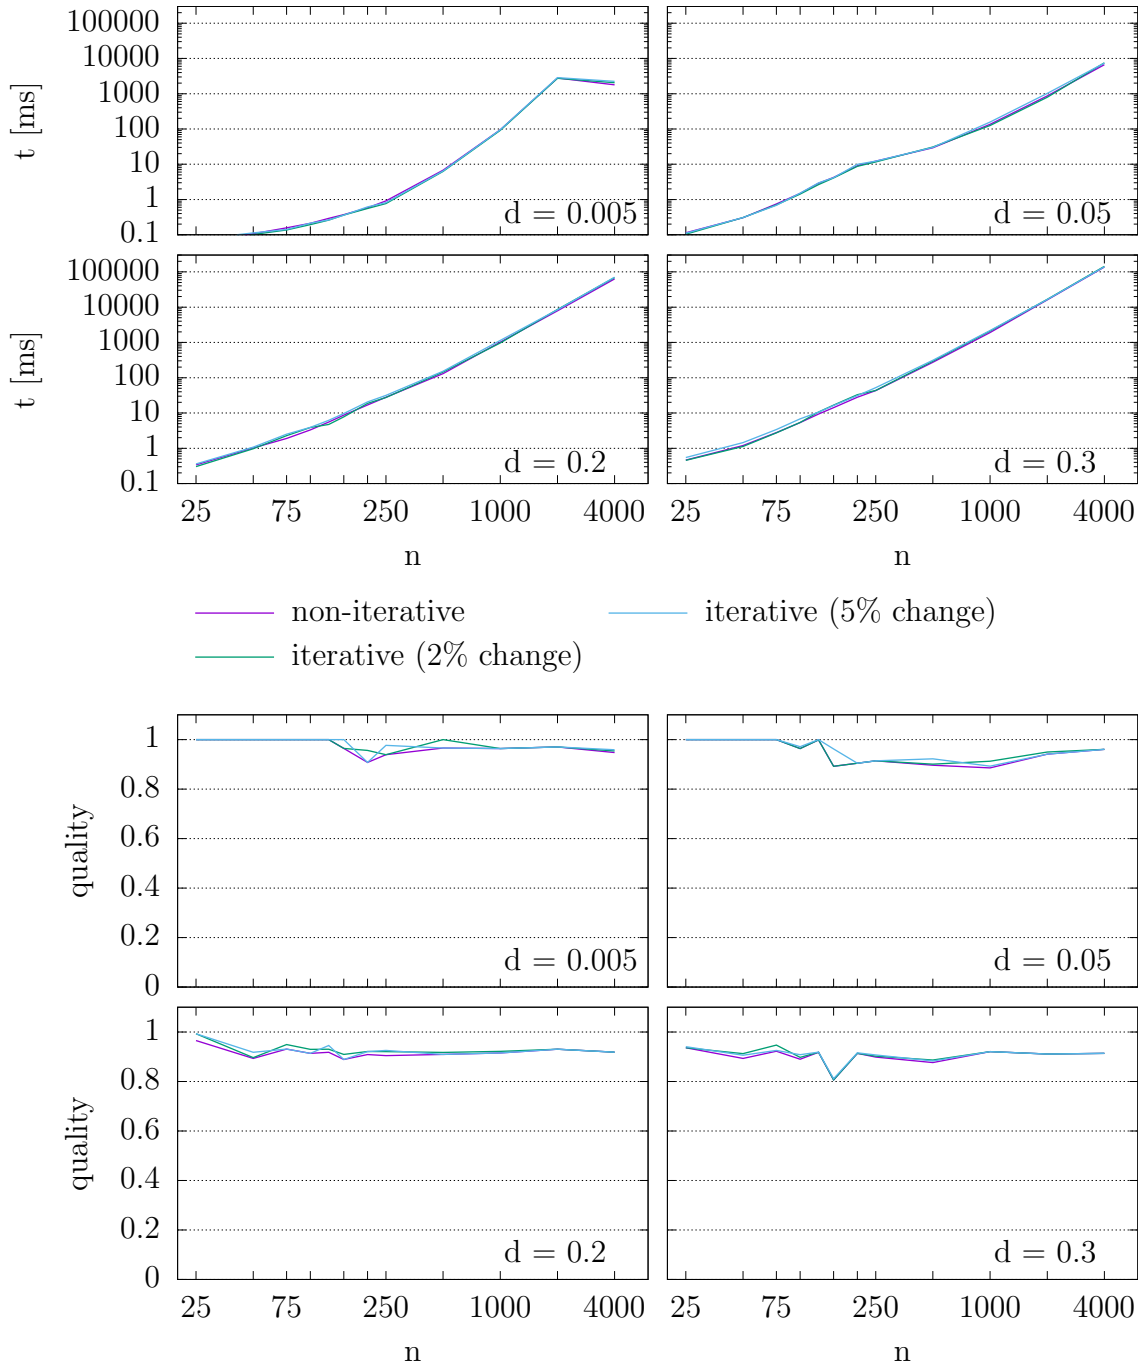 100000
10000
1000
100
10
1
0.1
t [ms]
d = 0.005
d = 0.05
100000
10000
1000
100
10
1
0.1
t [ms]
d = 0.2
d = 0.3
25 75 250 1000 4000
25 75 250 1000 4000
n
n
non-iterative
iterative (5% change)
iterative (2% change)
1
0.8
0.6
0.4
0.2
0
quality
d = 0.005
d = 0.05
1
0.8
0.6
0.4
0.2
0
quality
d = 0.2
d = 0.3
25 75 250 1000 4000
25 75 250 1000 4000
n
n